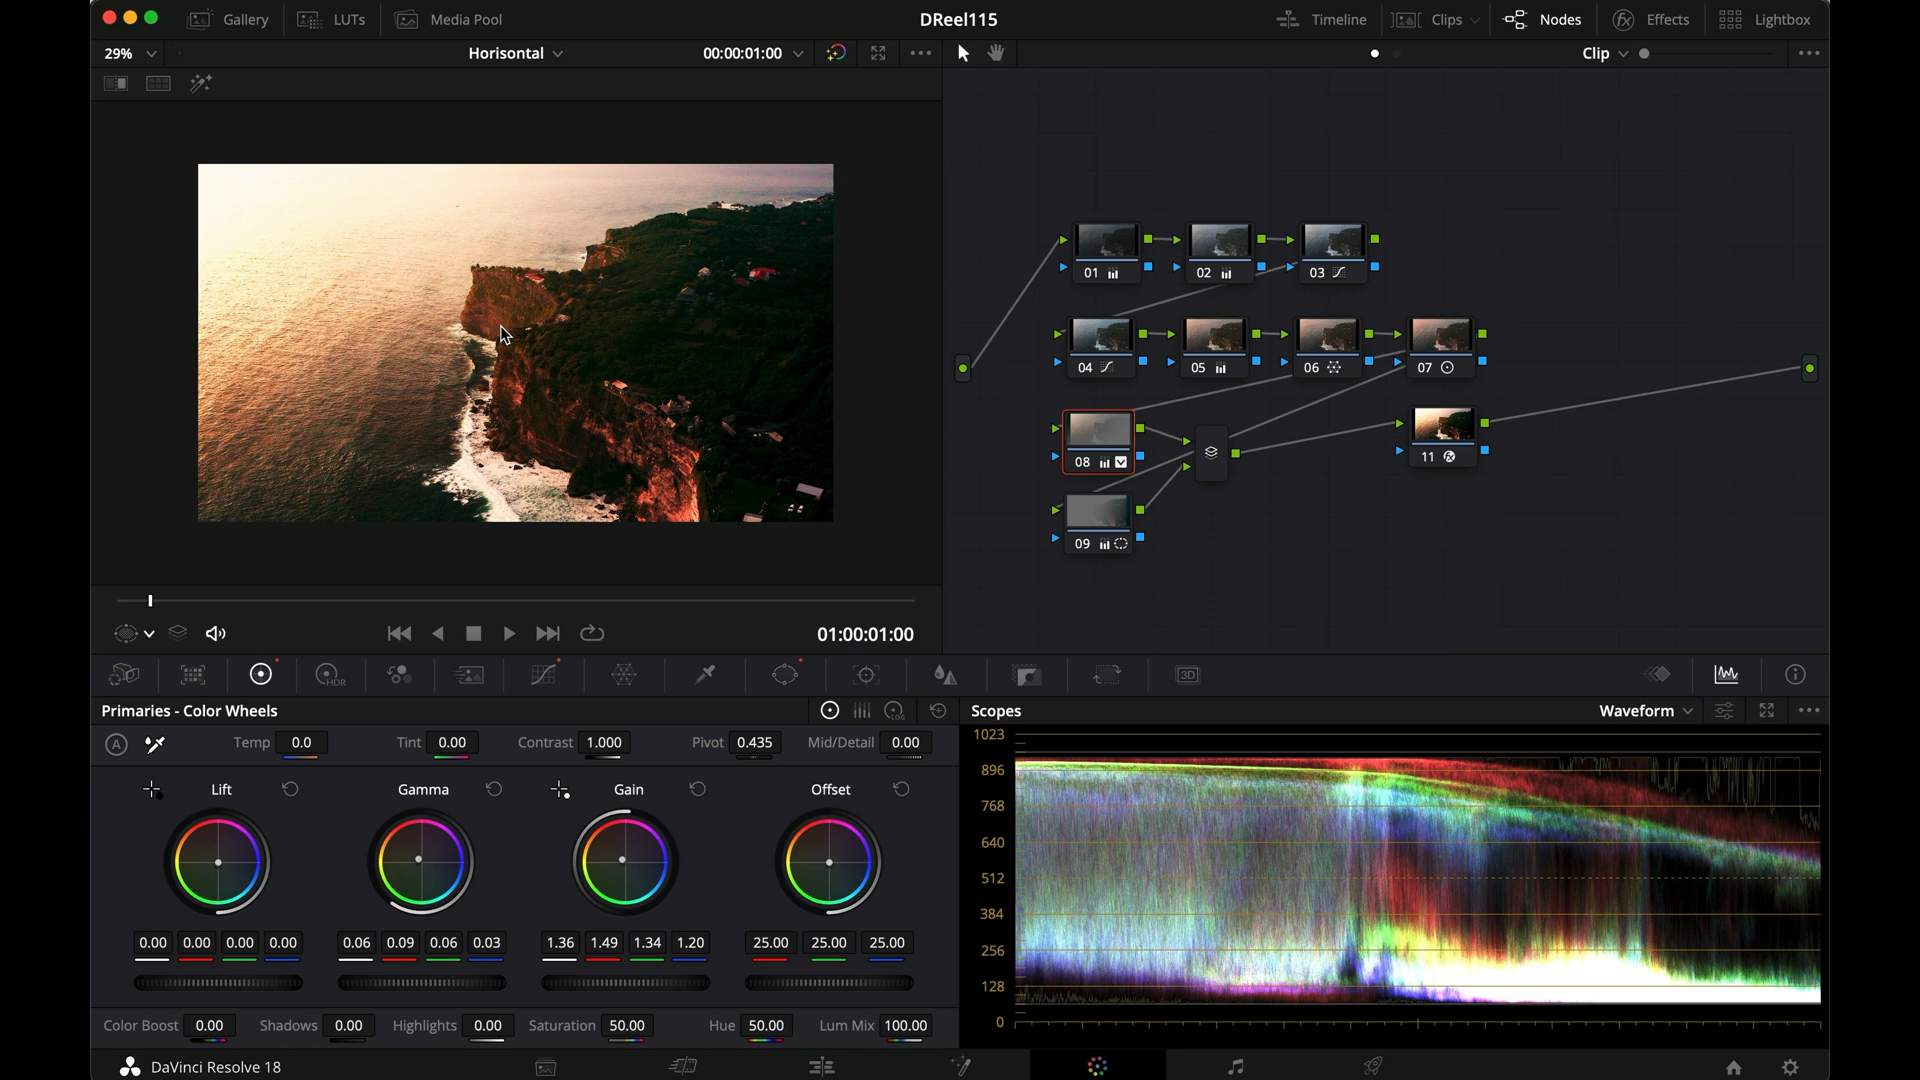 Gallery LUTs Media Pool DReel115 Timeline Clips Nodes Effects Lightbox
29% Horisontal 00:00:01:00 Clip
01 02 03
04 05 06 07
08
11
09
01:00:01:00
HDR 3D
Primaries - Color Wheels LOG Scopes Waveform
A Temp 0.0 Tint 0.00 Contrast 1.000 Pivot 0.435 Mid/Detail 0.00
Lift Gamma Gain Offset
0.00 0.00 0.00 0.00 0.06 0.09 0.06 0.03 1.36 1.49 1.34 1.20 25.00 25.00 25.00
Color Boost 0.00 Shadows 0.00 Highlights 0.00 Saturation 50.00 Hue 50.00 Lum Mix 100.00
1023
896
768
640
512
384
256
128
0
DaVinci Resolve 18